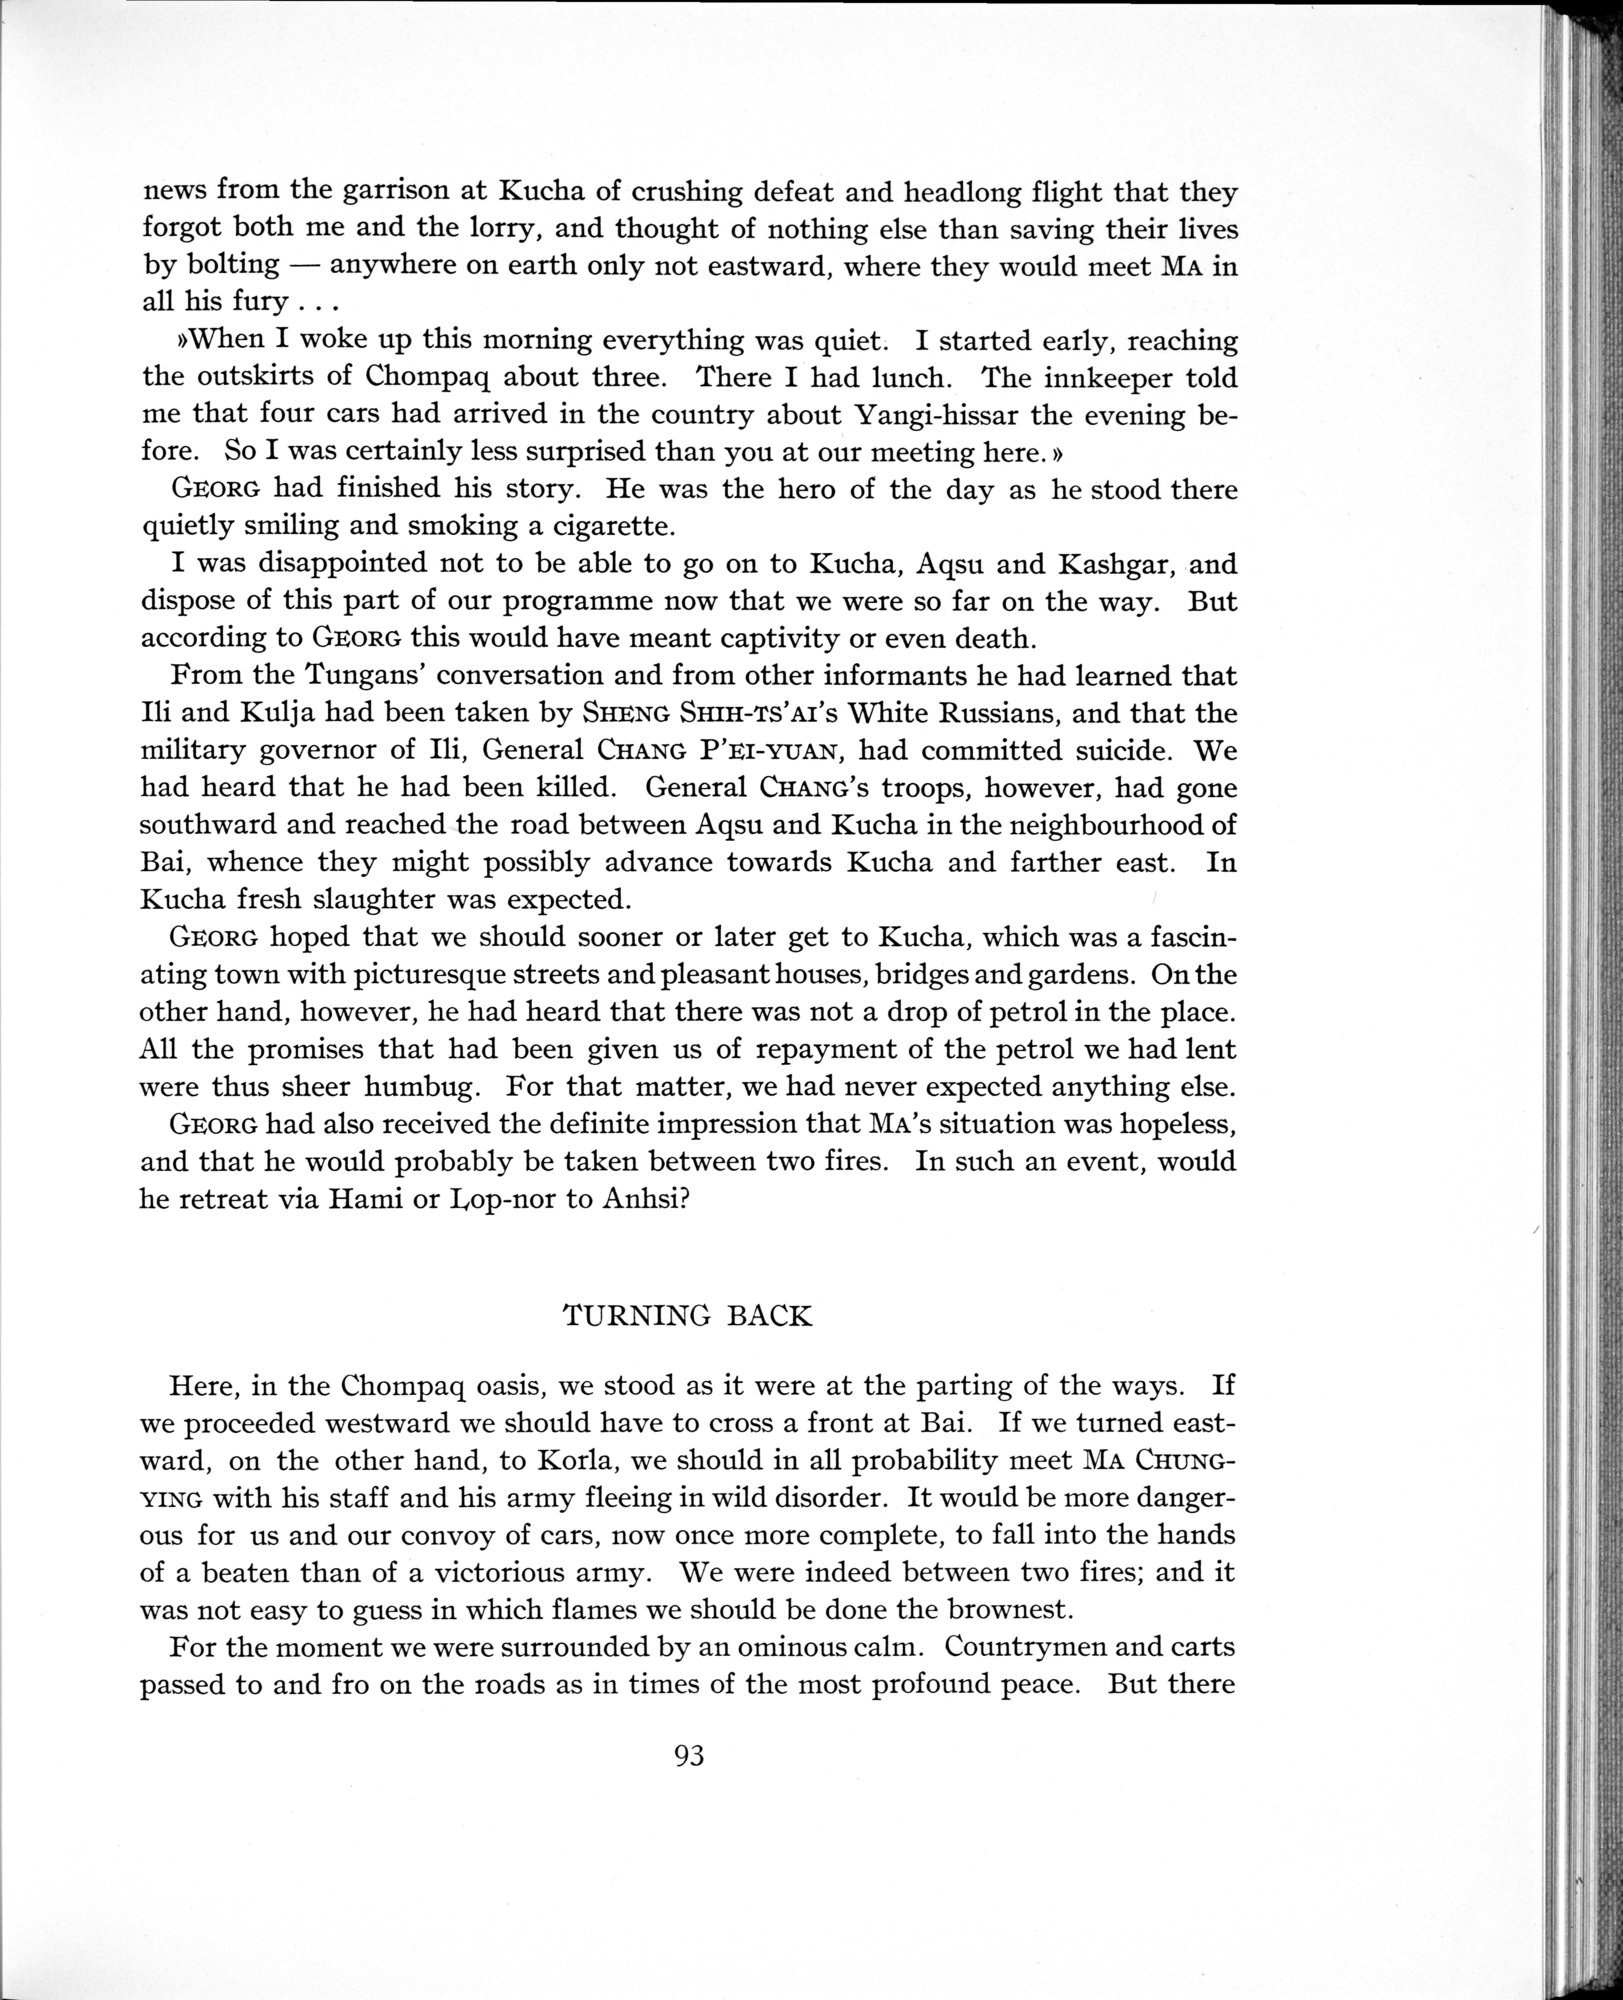 news from the garrison at Kucha of crushing defeat and headlong flight that they
forgot both me and the lorry, and thought of nothing else than saving their lives
by bolting — anywhere on earth only not eastward, where they would meet MA in
all his fury . . .
»When I woke up this morning everything was quiet. I started early, reaching
the outskirts of Chompaq about three. There I had lunch. The innkeeper told
me that four cars had arrived in the country about Yangi-hissar the evening be-
fore. So I was certainly less surprised than you at our meeting here.»
GEORG had finished his story. He was the hero of the day as he stood there
quietly smiling and smoking a cigarette.
I was disappointed not to be able to go on to Kucha, Aqsu and Kashgar, and
dispose of this part of our programme now that we were so far on the way. But
according to GEORG this would have meant captivity or even death.
From the Tungans' conversation and from other informants he had learned that
Ili and Kulja had been taken by SHENG SHIH-TS'AI's White Russians, and that the
military governor of Ili, General CHANG P'EI-YUAN, had committed suicide. We
had heard that he had been killed. General CHANG's troops, however, had gone
southward and reached the road between Aqsu and Kucha in the neighbourhood of
Bai, whence they might possibly advance towards Kucha and farther east. In
Kucha fresh slaughter was expected.
GEORG hoped that we should sooner or later get to Kucha, which was a fascin-
ating town with picturesque streets and pleasant houses, bridges and gardens. On the
other hand, however, he had heard that there was not a drop of petrol in the place.
All the promises that had been given us of repayment of the petrol we had lent
were thus sheer humbug. For that matter, we had never expected anything else.
GEORG had also received the definite impression that MA's situation was hopeless,
and that he would probably be taken between two fires. In such an event, would
he retreat via Hami or Lop-nor to Anhsi?
TURNING BACK
Here, in the Chompaq oasis, we stood as it were at the parting of the ways. If
we proceeded westward we should have to cross a front at Bai. If we turned east-
ward, on the other hand, to Korla, we should in all probability meet MA CHUNG-
YING with his staff and his army fleeing in wild disorder. It would be more danger-
ous for us and our convoy of cars, now once more complete, to fall into the hands
of a beaten than of a victorious army. We were indeed between two fires; and it
was not easy to guess in which flames we should be done the brownest.
For the moment we were surrounded by an ominous calm. Countrymen and carts
passed to and fro on the roads as in times of the most profound peace. But there
93